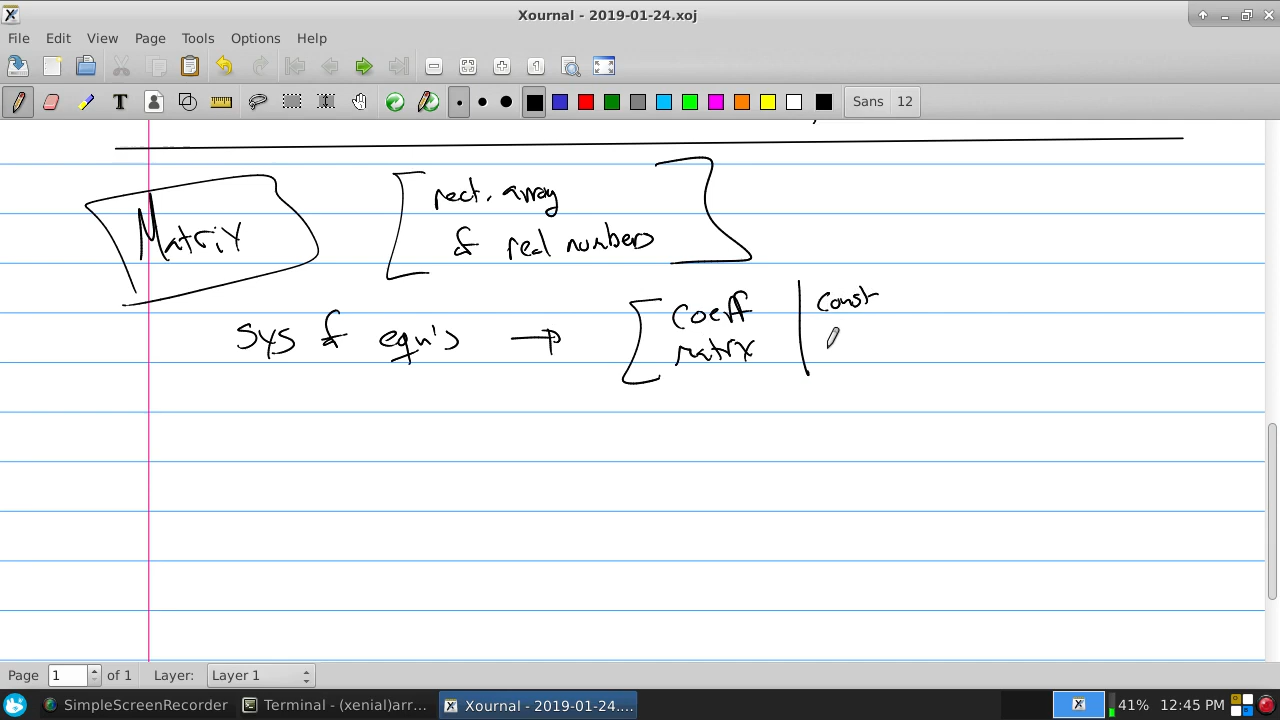 Xournal - 2019-01-24.xoj
File Edit View Page Tools Options Help
Sans 12
Matrix
rect. array
of real numbers
sys of eqn's → coeff matrix | const
Page 1 of 1 Layer: Layer 1
SimpleScreenRecorder Terminal - (xenial)arr... Xournal - 2019-01-24.... 41% 12:45 PM